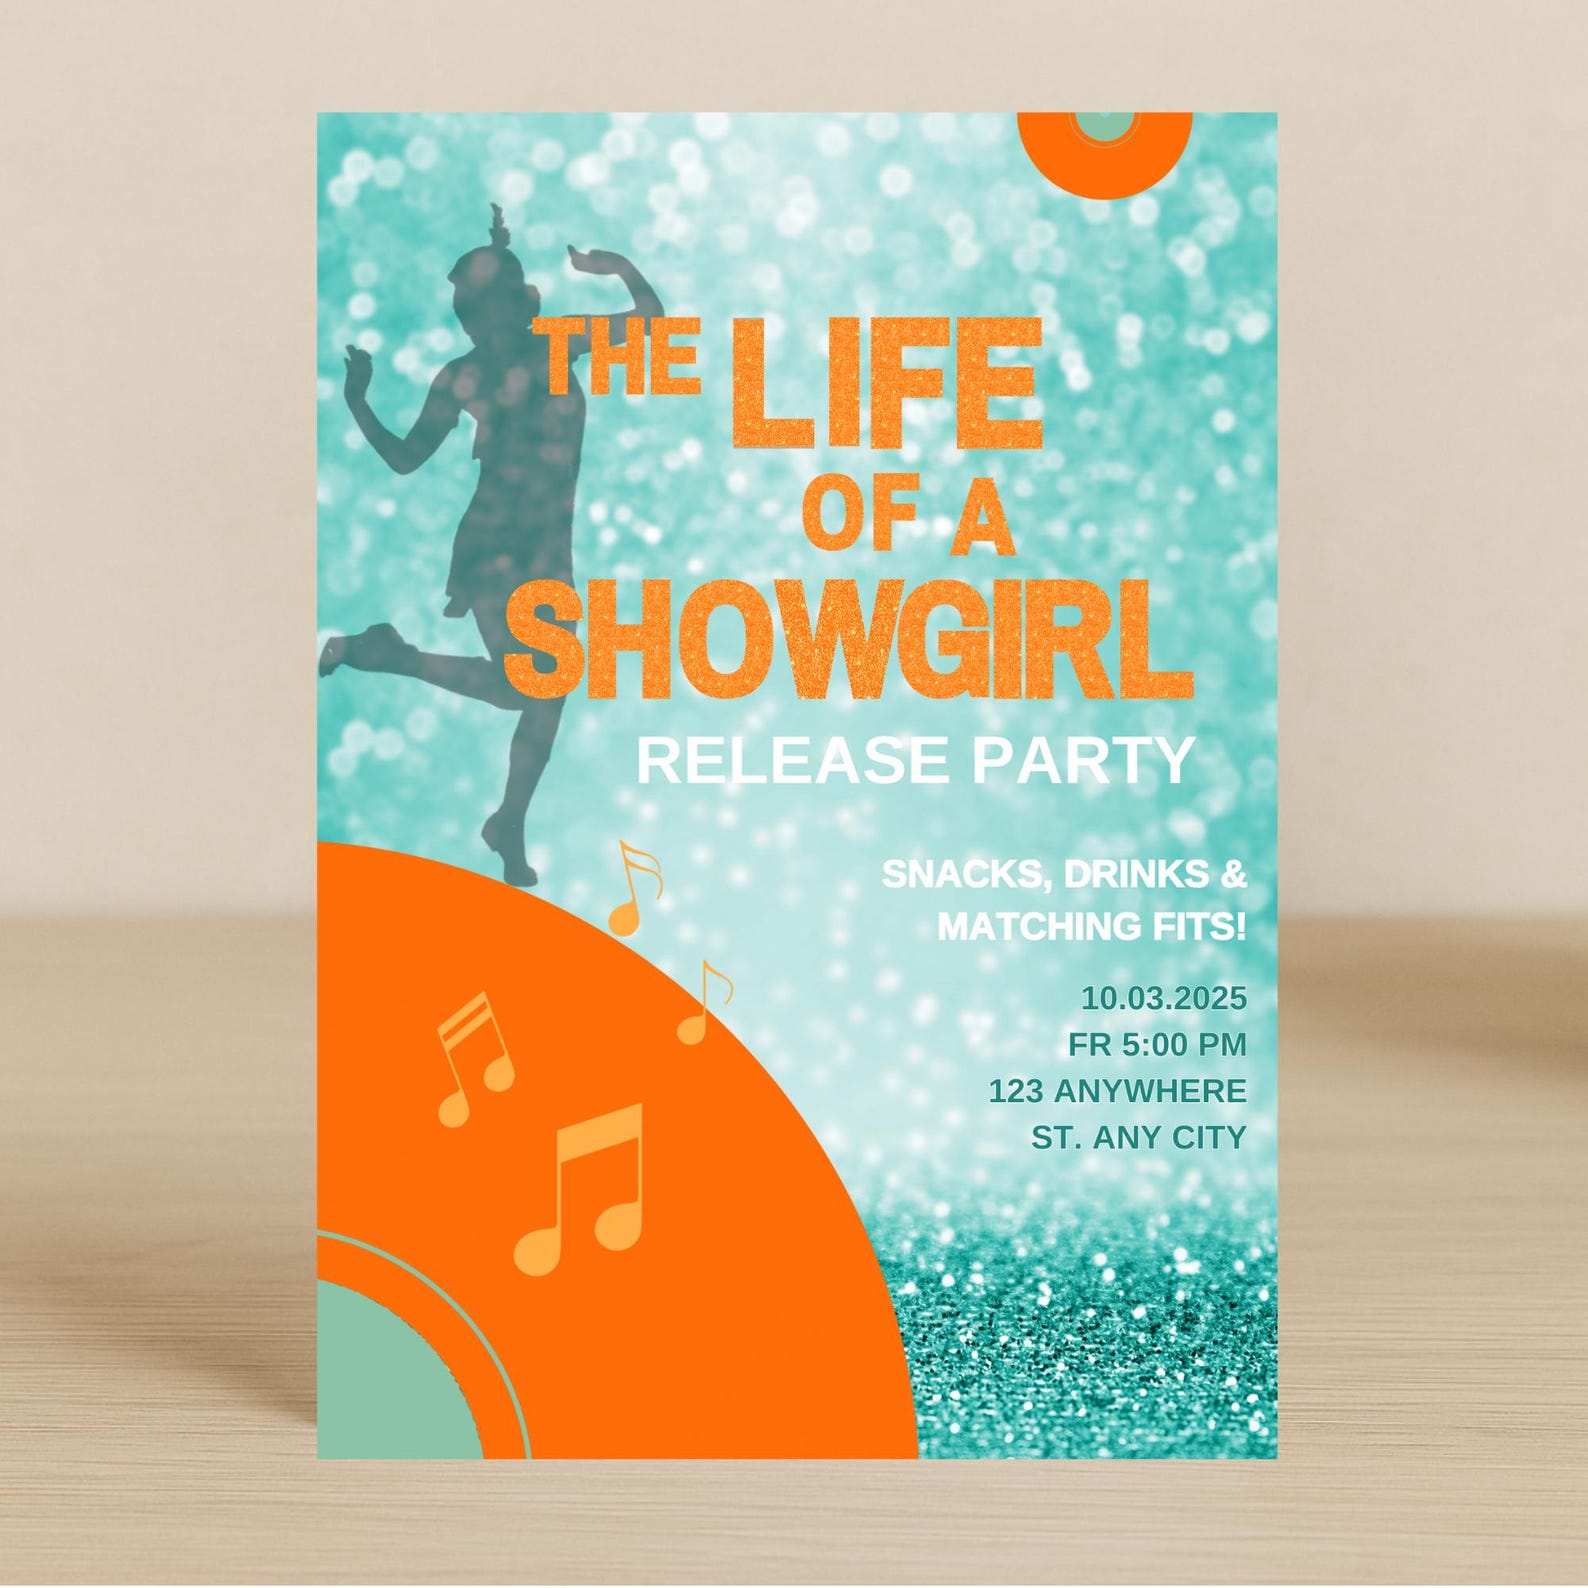 THE LIFE
OF A
SHOWGIRL
RELEASE PARTY
SNACKS, DRINKS &
MATCHING FITS!
10.03.2025
FR 5:00 PM
123 ANYWHERE
ST. ANY CITY